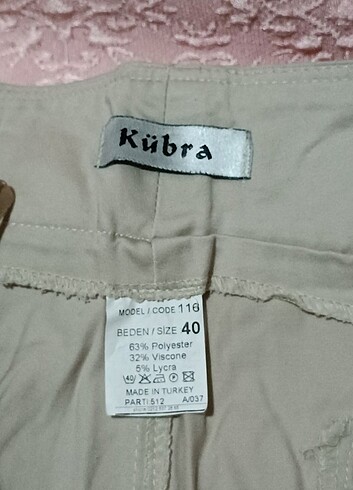 Kübra
MODEL / CODE 116
BEDEN / SIZE 40
63% Polyester
32% Viscone
5% Lycra
40
MADE IN TURKEY
PARTI 512 A/037